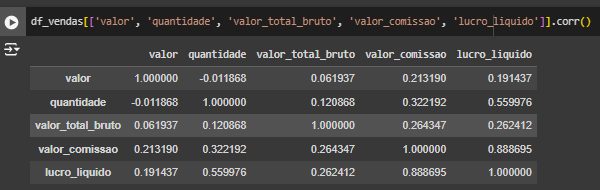 df_vendas[['valor', 'quantidade', 'valor_total_bruto', 'valor_comissao', 'lucro_liquido']].corr()
valor quantidade valor_total_bruto valor_comissao lucro_liquido
valor 1.000000 -0.011868 0.061937 0.213190 0.191437
quantidade -0.011868 1.000000 0.120868 0.322192 0.559976
valor_total_bruto 0.061937 0.120868 1.000000 0.264347 0.262412
valor_comissao 0.213190 0.322192 0.264347 1.000000 0.888695
lucro_liquido 0.191437 0.559976 0.262412 0.888695 1.000000